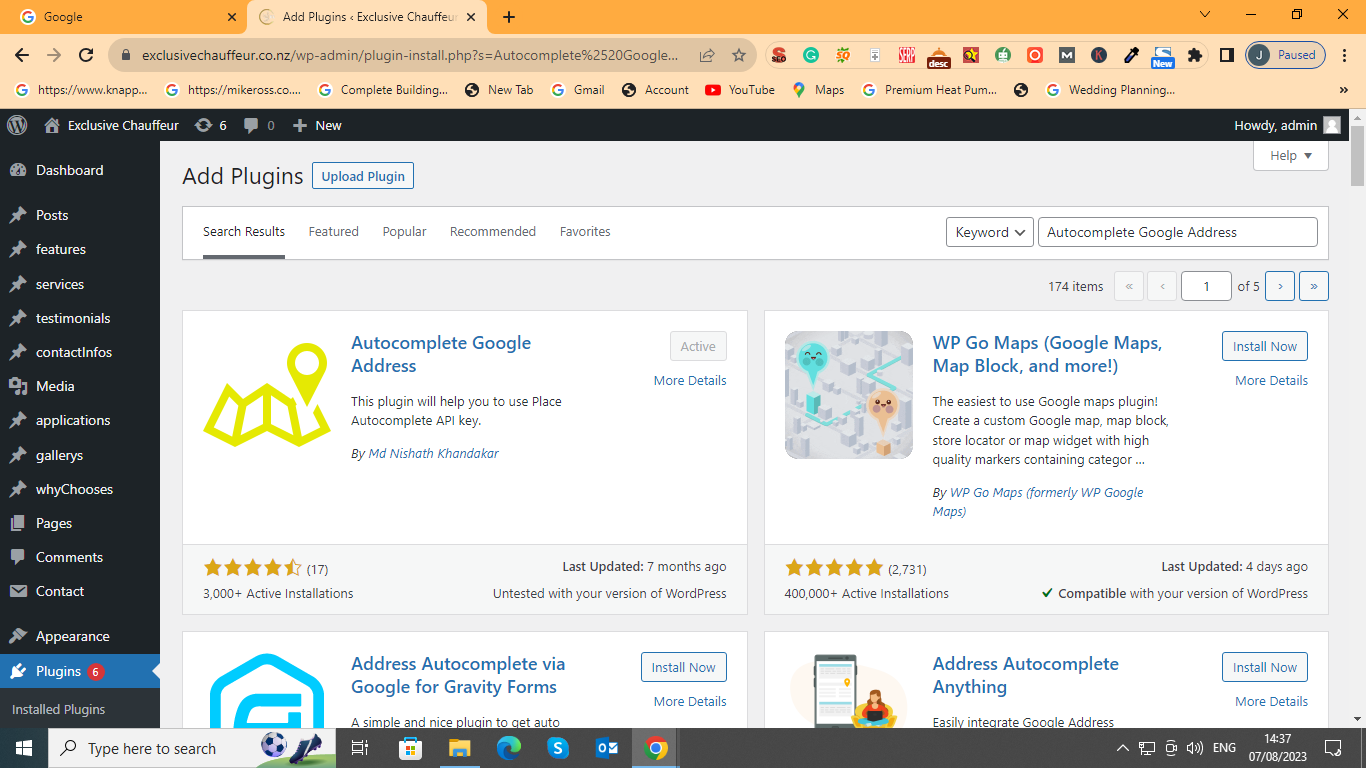 Google
Add Plugins ‹ Exclusive Chauffeur
exclusivechauffeur.co.nz/wp-admin/plugin-install.php?s=Autocomplete%2520Google...
SEO
SERP
desc
M
K
New
J Paused
https://www.knapp...
https://mikeross.co....
Complete Building...
New Tab
Gmail
Account
YouTube
Maps
Premium Heat Pum...
Wedding Planning...
»
Exclusive Chauffeur 6 0 New
Howdy, admin
Dashboard
Posts
features
services
testimonials
contactInfos
Media
applications
gallerys
whyChooses
Pages
Comments
Contact
Appearance
Plugins 6
Installed Plugins
Help
Add Plugins Upload Plugin
Search Results Featured Popular Recommended Favorites
Keyword Autocomplete Google Address
174 items « ‹ 1 of 5 › »
Autocomplete Google
Address
Active
More Details
This plugin will help you to use Place
Autocomplete API key.
By Md Nishath Khandakar
(17)
3,000+ Active Installations
Last Updated: 7 months ago
Untested with your version of WordPress
WP Go Maps (Google Maps,
Map Block, and more!)
Install Now
More Details
The easiest to use Google maps plugin!
Create a custom Google map, map block,
store locator or map widget with high
quality markers containing categor ...
By WP Go Maps (formerly WP Google
Maps)
(2,731)
400,000+ Active Installations
Last Updated: 4 days ago
Compatible with your version of WordPress
Address Autocomplete via
Google for Gravity Forms
Install Now
More Details
A simple and nice plugin to get auto
Address Autocomplete
Anything
Install Now
More Details
Easily integrate Google Address
Type here to search
ENG
14:37
07/08/2023